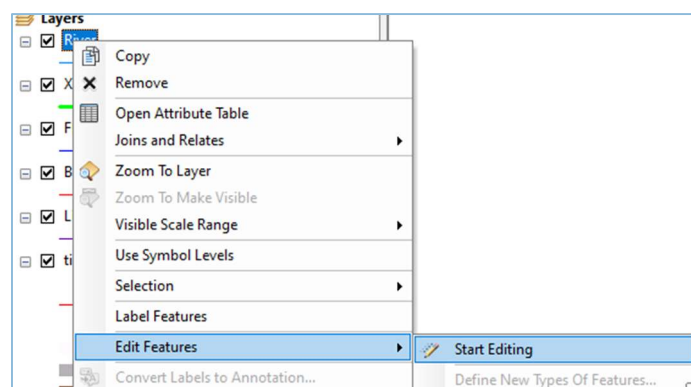 Layers
River
Copy
X
Remove
Open Attribute Table
F
Joins and Relates
B
Zoom To Layer
Zoom To Make Visible
L
Visible Scale Range
Use Symbol Levels
ti
Selection
Label Features
Edit Features
Start Editing
Convert Labels to Annotation...
Define New Types Of Features...